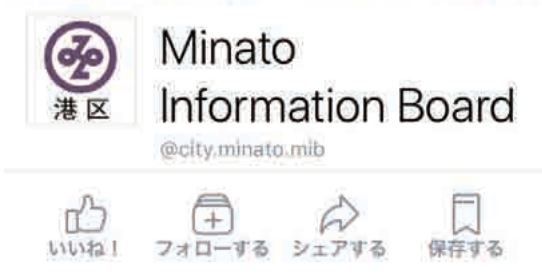 港区
Minato
Information Board
@city.minato.mib
いいね！
フォローする
シェアする
保存する